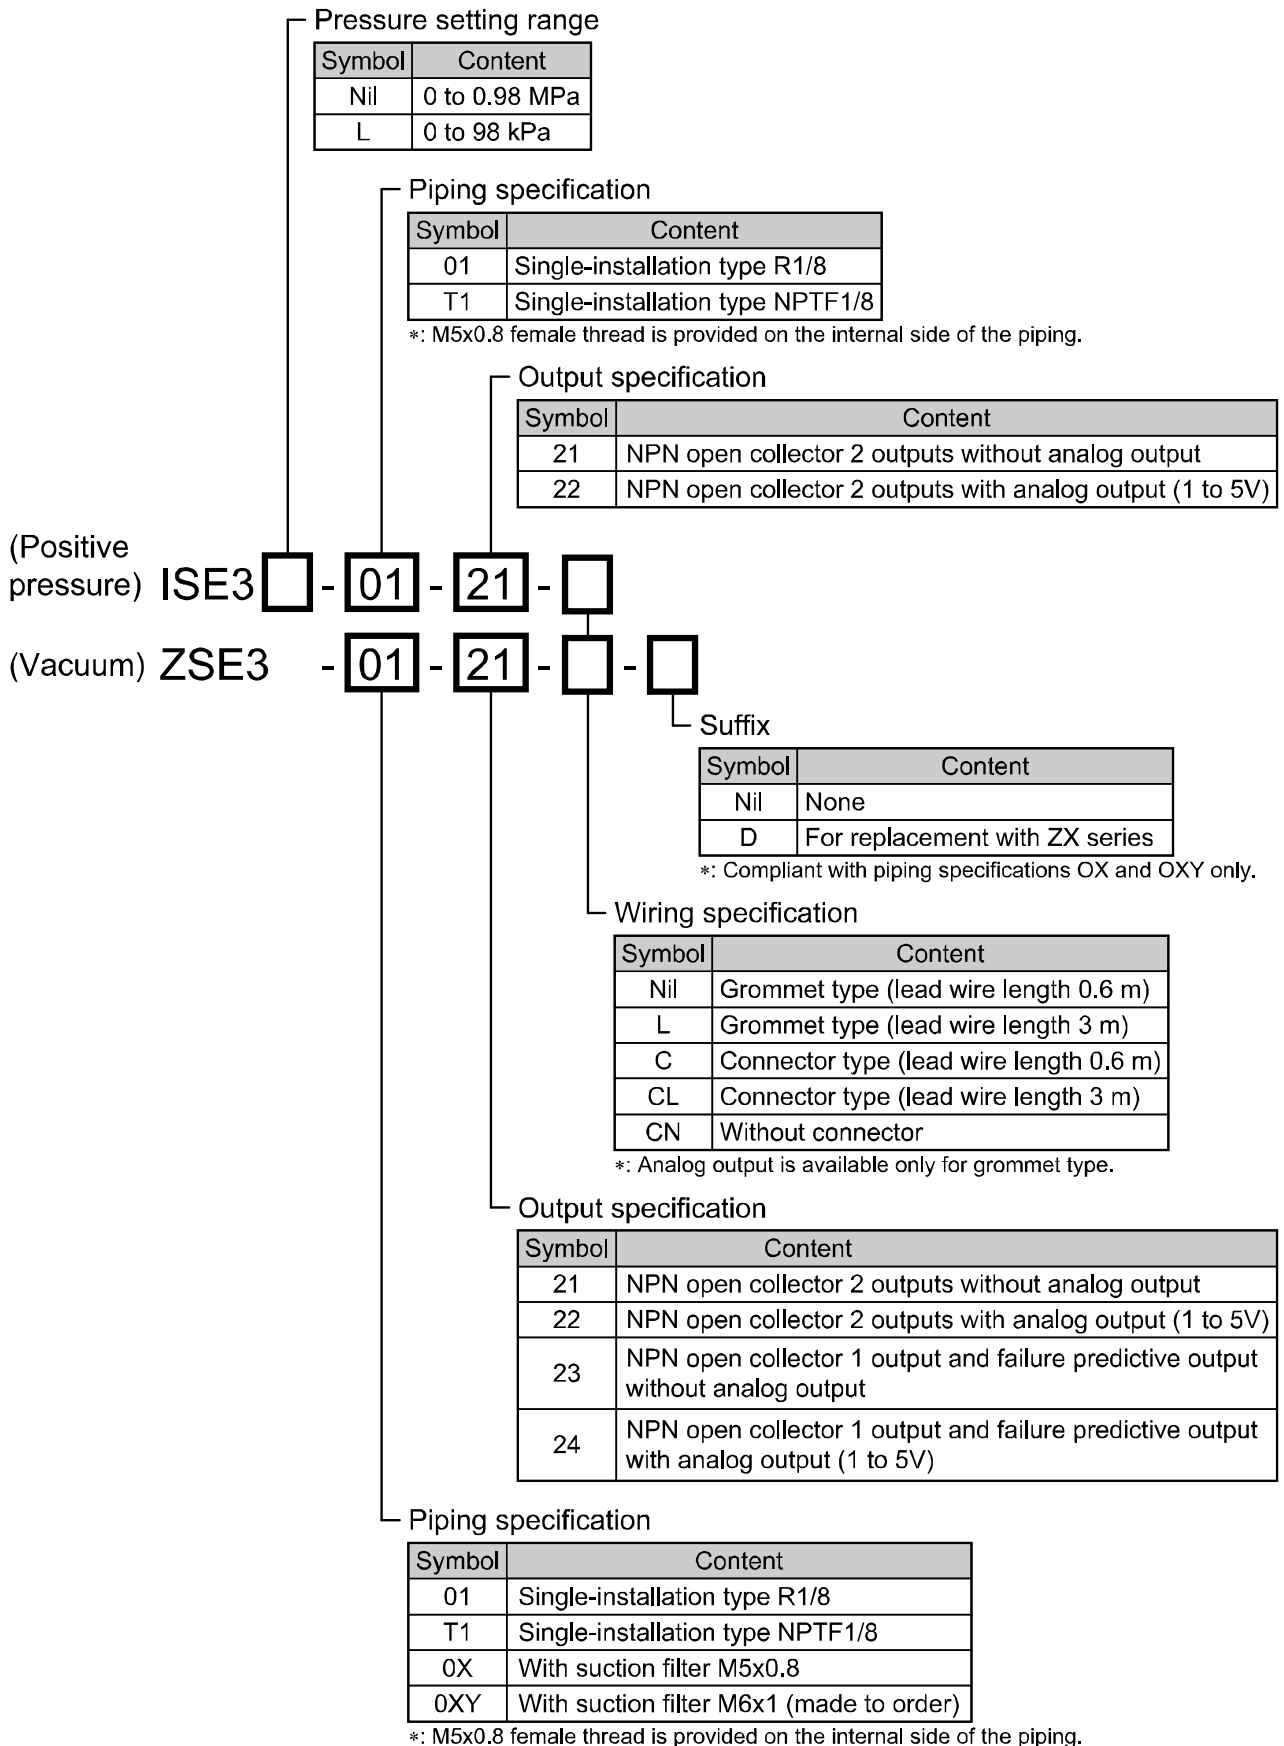 Pressure setting range
Symbol Content
Nil 0 to 0.98 MPa
L 0 to 98 kPa
Piping specification
Symbol Content
01 Single-installation type R1/8
T1 Single-installation type NPTF1/8
*: M5x0.8 female thread is provided on the internal side of the piping.
Output specification
Symbol Content
21 NPN open collector 2 outputs without analog output
22 NPN open collector 2 outputs with analog output (1 to 5V)
(Positive
pressure) ISE3 - 01 - 21 -
(Vacuum) ZSE3 - 01 - 21 - -
Suffix
Symbol Content
Nil None
D For replacement with ZX series
*: Compliant with piping specifications OX and OXY only.
Wiring specification
Symbol Content
Nil Grommet type (lead wire length 0.6 m)
L Grommet type (lead wire length 3 m)
C Connector type (lead wire length 0.6 m)
CL Connector type (lead wire length 3 m)
CN Without connector
*: Analog output is available only for grommet type.
Output specification
Symbol Content
21 NPN open collector 2 outputs without analog output
22 NPN open collector 2 outputs with analog output (1 to 5V)
23 NPN open collector 1 output and failure predictive output
without analog output
24 NPN open collector 1 output and failure predictive output
with analog output (1 to 5V)
Piping specification
Symbol Content
01 Single-installation type R1/8
T1 Single-installation type NPTF1/8
0X With suction filter M5x0.8
0XY With suction filter M6x1 (made to order)
*: M5x0.8 female thread is provided on the internal side of the piping.